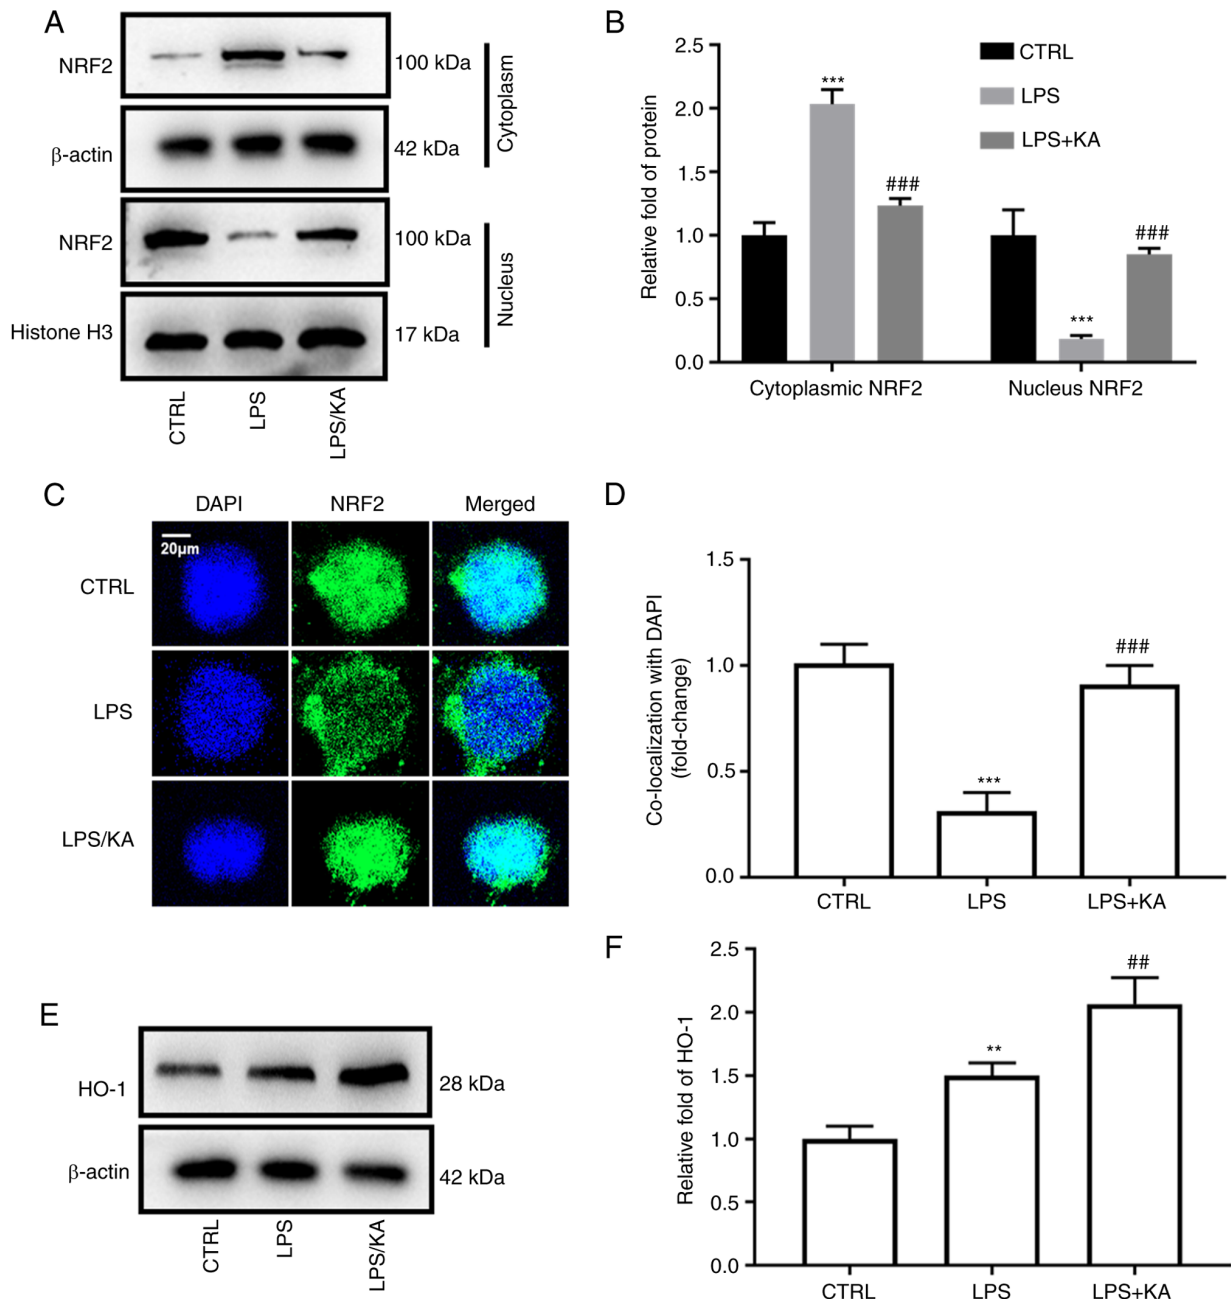 A
NRF2
100 kDa
β-actin
42 kDa
Cytoplasm
NRF2
100 kDa
Histone H3
17 kDa
Nucleus
CTRL
LPS
LPS/KA
B
Relative fold of protein
2.5
2.0
1.5
1.0
0.5
0.0
***
###
***
###
CTRL
LPS
LPS+KA
Cytoplasmic NRF2
Nucleus NRF2
C
DAPI
NRF2
Merged
20μm
CTRL
LPS
LPS/KA
D
Co-localization with DAPI
(fold-change)
1.5
1.0
0.5
0.0
***
###
CTRL
LPS
LPS+KA
E
HO-1
28 kDa
β-actin
42 kDa
CTRL
LPS
LPS/KA
F
Relative fold of HO-1
2.5
2.0
1.5
1.0
0.5
0.0
**
##
CTRL
LPS
LPS+KA